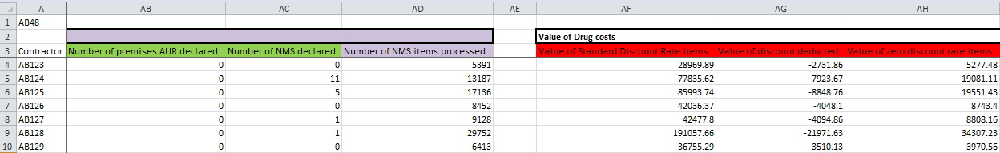 A AB AC AD AE AF AG AH
1 AB48
2 Value of Drug costs
3 Contractor Number of premises AUR declared Number of NMS declared Number of NMS items processed Value of Standard Discount Rate items Value of discount deducted Value of zero discount rate items
4 AB123 0 0 5391 28969.89 -2731.86 5277.48
5 AB124 0 11 13187 77835.62 -7923.67 19081.11
6 AB125 0 5 17136 85993.74 -8848.76 19551.43
7 AB126 0 0 8452 42036.37 -4048.1 8743.4
8 AB127 0 1 9128 42477.8 -4094.86 8808.16
9 AB128 0 1 29752 191057.66 -21971.63 34307.23
10 AB129 0 0 6413 36755.29 -3510.13 3970.56